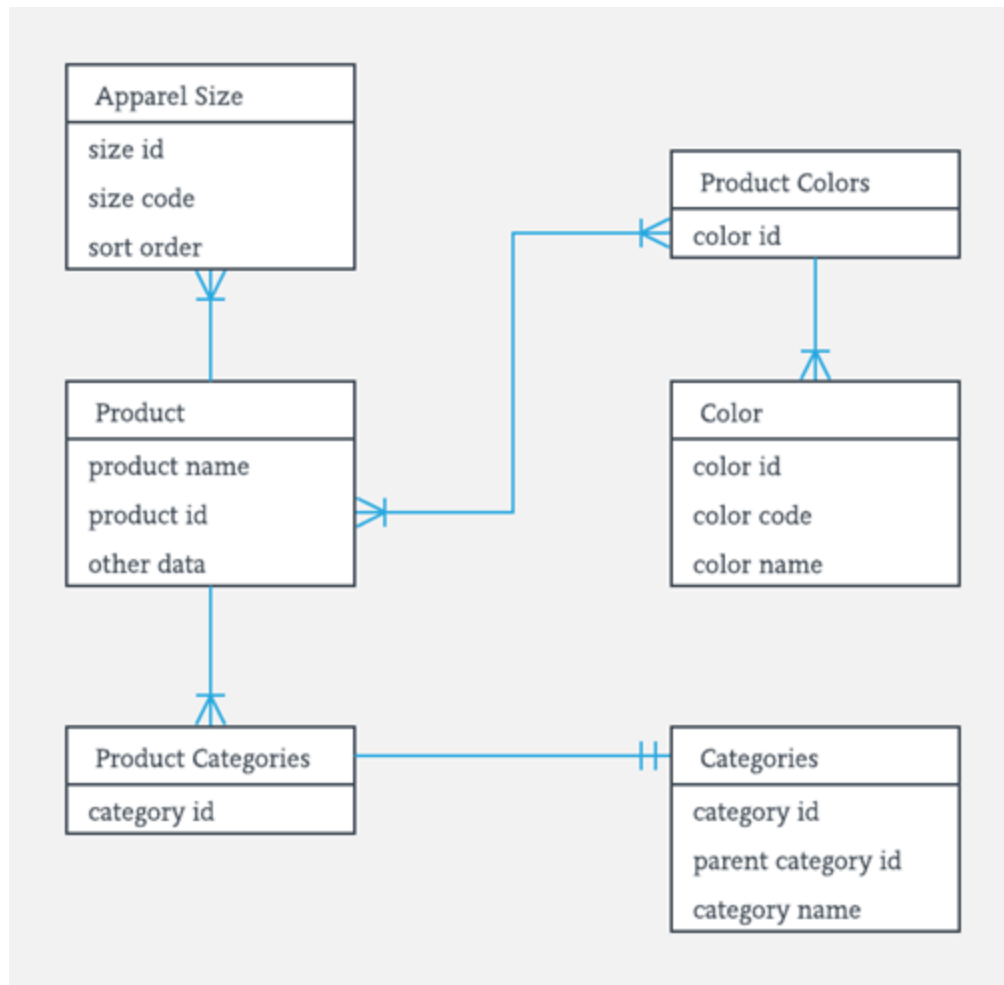 Apparel Size
size id
size code
sort order
Product Colors
color id
Product
product name
product id
other data
Color
color id
color code
color name
Product Categories
category id
Categories
category id
parent category id
category name